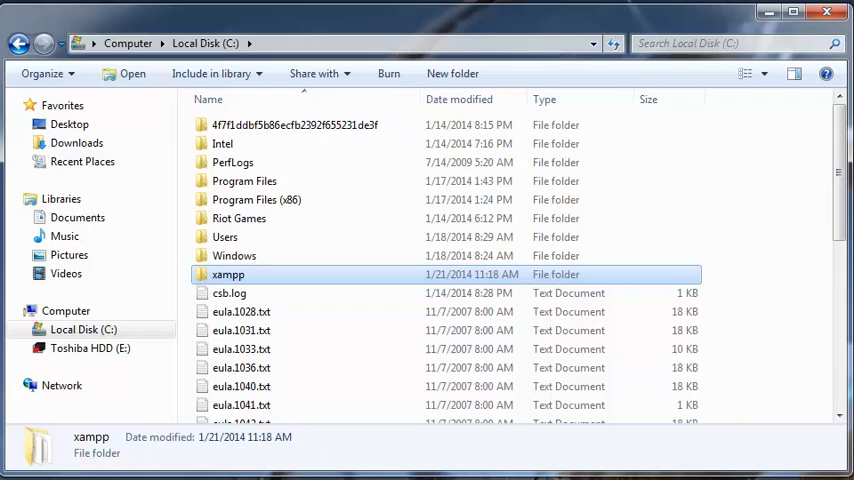 Computer Local Disk (C:) Search Local Disk (C:)
Organize Open Include in library Share with Burn New folder
Favorites
Desktop
Downloads
Recent Places
Libraries
Documents
Music
Pictures
Videos
Computer
Local Disk (C:)
Toshiba HDD (E:)
Network
Name Date modified Type Size
4f7f1ddbf5b86ecfb2392f655231de3f 1/14/2014 8:15 PM File folder
Intel 1/14/2014 7:16 PM File folder
PerfLogs 7/14/2009 5:20 AM File folder
Program Files 1/17/2014 1:43 PM File folder
Program Files (x86) 1/17/2014 1:24 PM File folder
Riot Games 1/14/2014 6:12 PM File folder
Users 1/18/2014 8:29 AM File folder
Windows 1/18/2014 8:24 AM File folder
xampp 1/21/2014 11:18 AM File folder
csb.log 1/14/2014 8:28 PM Text Document 1 KB
eula.1028.txt 11/7/2007 8:00 AM Text Document 18 KB
eula.1031.txt 11/7/2007 8:00 AM Text Document 18 KB
eula.1033.txt 11/7/2007 8:00 AM Text Document 10 KB
eula.1036.txt 11/7/2007 8:00 AM Text Document 18 KB
eula.1040.txt 11/7/2007 8:00 AM Text Document 18 KB
eula.1041.txt 11/7/2007 8:00 AM Text Document 1 KB
xampp Date modified: 1/21/2014 11:18 AM
File folder